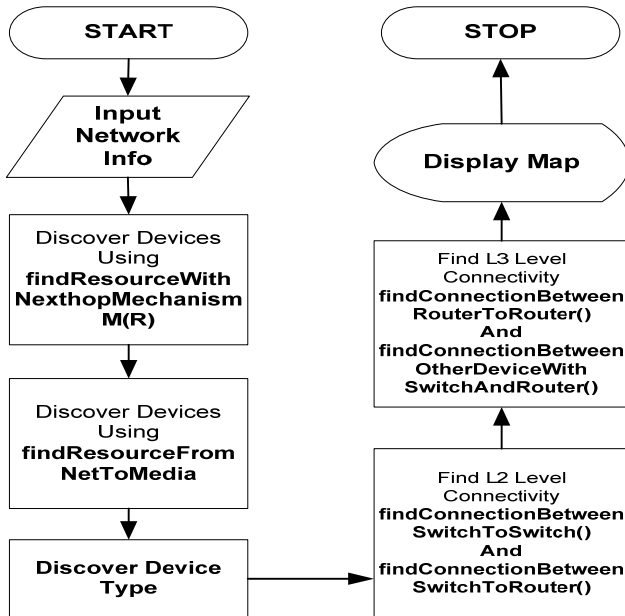 START
Input
Network
Info
Discover Devices
Using
findResourceWith
NexthopMechanism
M(R)
Discover Devices
Using
findResourceFrom
NetToMedia
Discover Device
Type
Find L2 Level
Connectivity
findConnectionBetween
SwitchToSwitch()
And
findConnectionBetween
SwitchToRouter()
Find L3 Level
Connectivity
findConnectionBetween
RouterToRouter()
And
findConnectionBetween
OtherDeviceWith
SwitchAndRouter()
Display Map
STOP